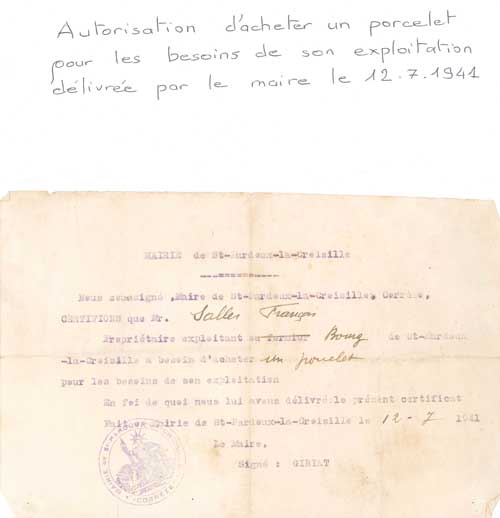 Autorisation d'acheter un porcelet
pour les besoins de son exploitation
délivrée par le maire le 12.7.1941
MAIRIE de St-Pardoux-la-Croisille
Nous soussigné, Maire de St-Pardoux-la-Croisille, Corrèze,
CERTIFIONS que Mr. Salles François
Propriétaire exploitant ou fermier Bourg de St-Pardoux
-la-Croisille a besoin d'acheter un porcelet
pour les besoins de son exploitation
En foi de quoi nous lui avons délivré le présent certificat
Fait en Mairie de St-Pardoux-la-Croisille le 12 - 7 1941
Le Maire,
Signé : GIRIAT